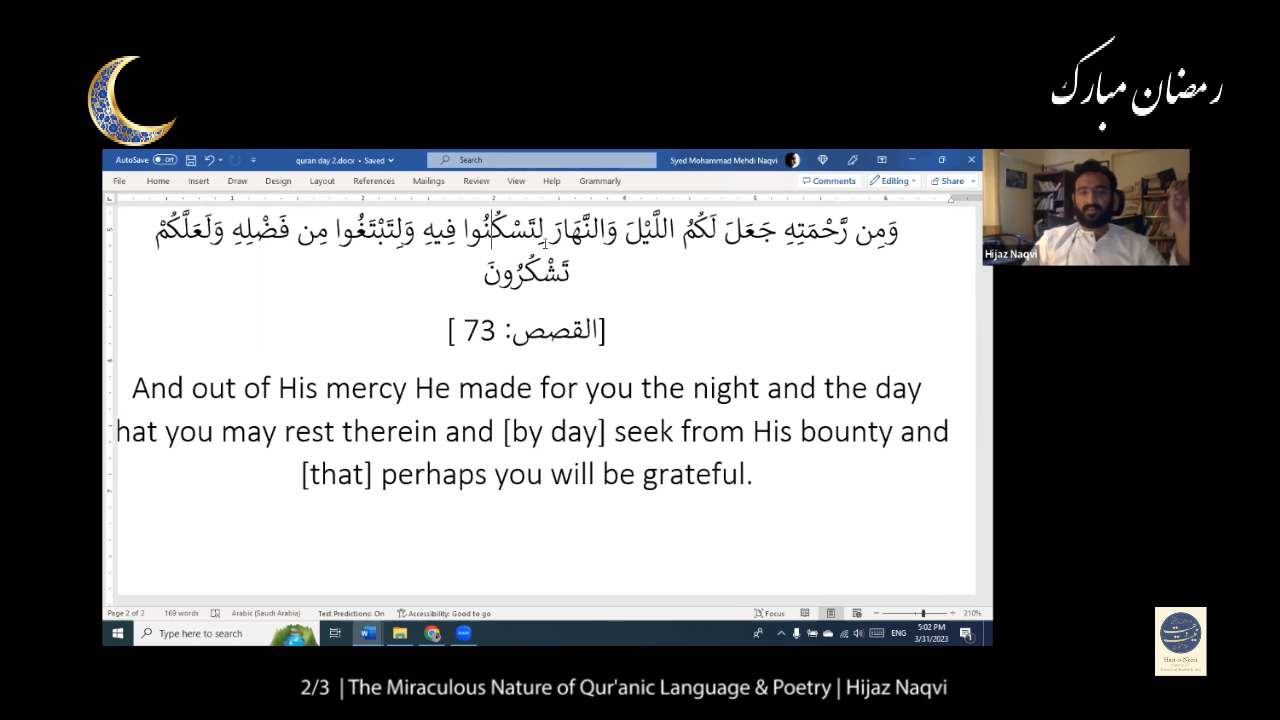 رمضان مبارک
AutoSave Off quran day 2.docx • Saved Search Syed Mohammad Mehdi Naqvi
File Home Insert Draw Design Layout References Mailings Review View Help Grammarly Comments Editing Share
وَمِن رَّحْمَتِهِ جَعَلَ لَكُمُ اللَّيْلَ وَالنَّهَارَ لِتَسْكُنُوا فِيهِ وَلِتَبْتَغُوا مِن فَضْلِهِ وَلَعَلَّكُمْ
تَشْكُرُونَ
[القصص: 73 ]
And out of His mercy He made for you the night and the day
hat you may rest therein and [by day] seek from His bounty and
[that] perhaps you will be grateful.
Hijaz Naqvi
Page 2 of 2 169 words Arabic (Saudi Arabia) Text Predictions: On Accessibility: Good to go Focus 210%
Type here to search ENG 5:02 PM
3/31/2023
Hast-o-Neest
2/3 | The Miraculous Nature of Qur'anic Language & Poetry | Hijaz Naqvi